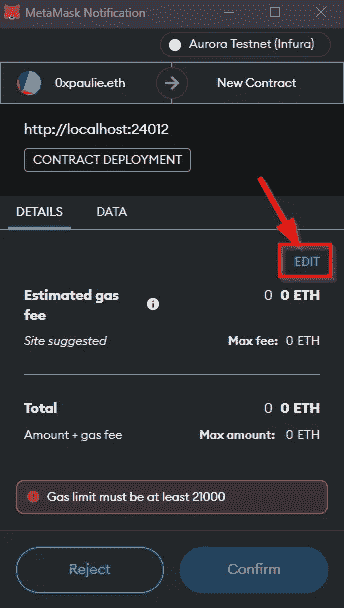 MetaMask Notification
Aurora Testnet (Infura)
0xpaulie.eth New Contract
http://localhost:24012
CONTRACT DEPLOYMENT
DETAILS DATA
EDIT
Estimated gas fee 0 0 ETH
Site suggested Max fee: 0 ETH
Total 0 0 ETH
Amount + gas fee Max amount: 0 ETH
Gas limit must be at least 21000
Reject Confirm